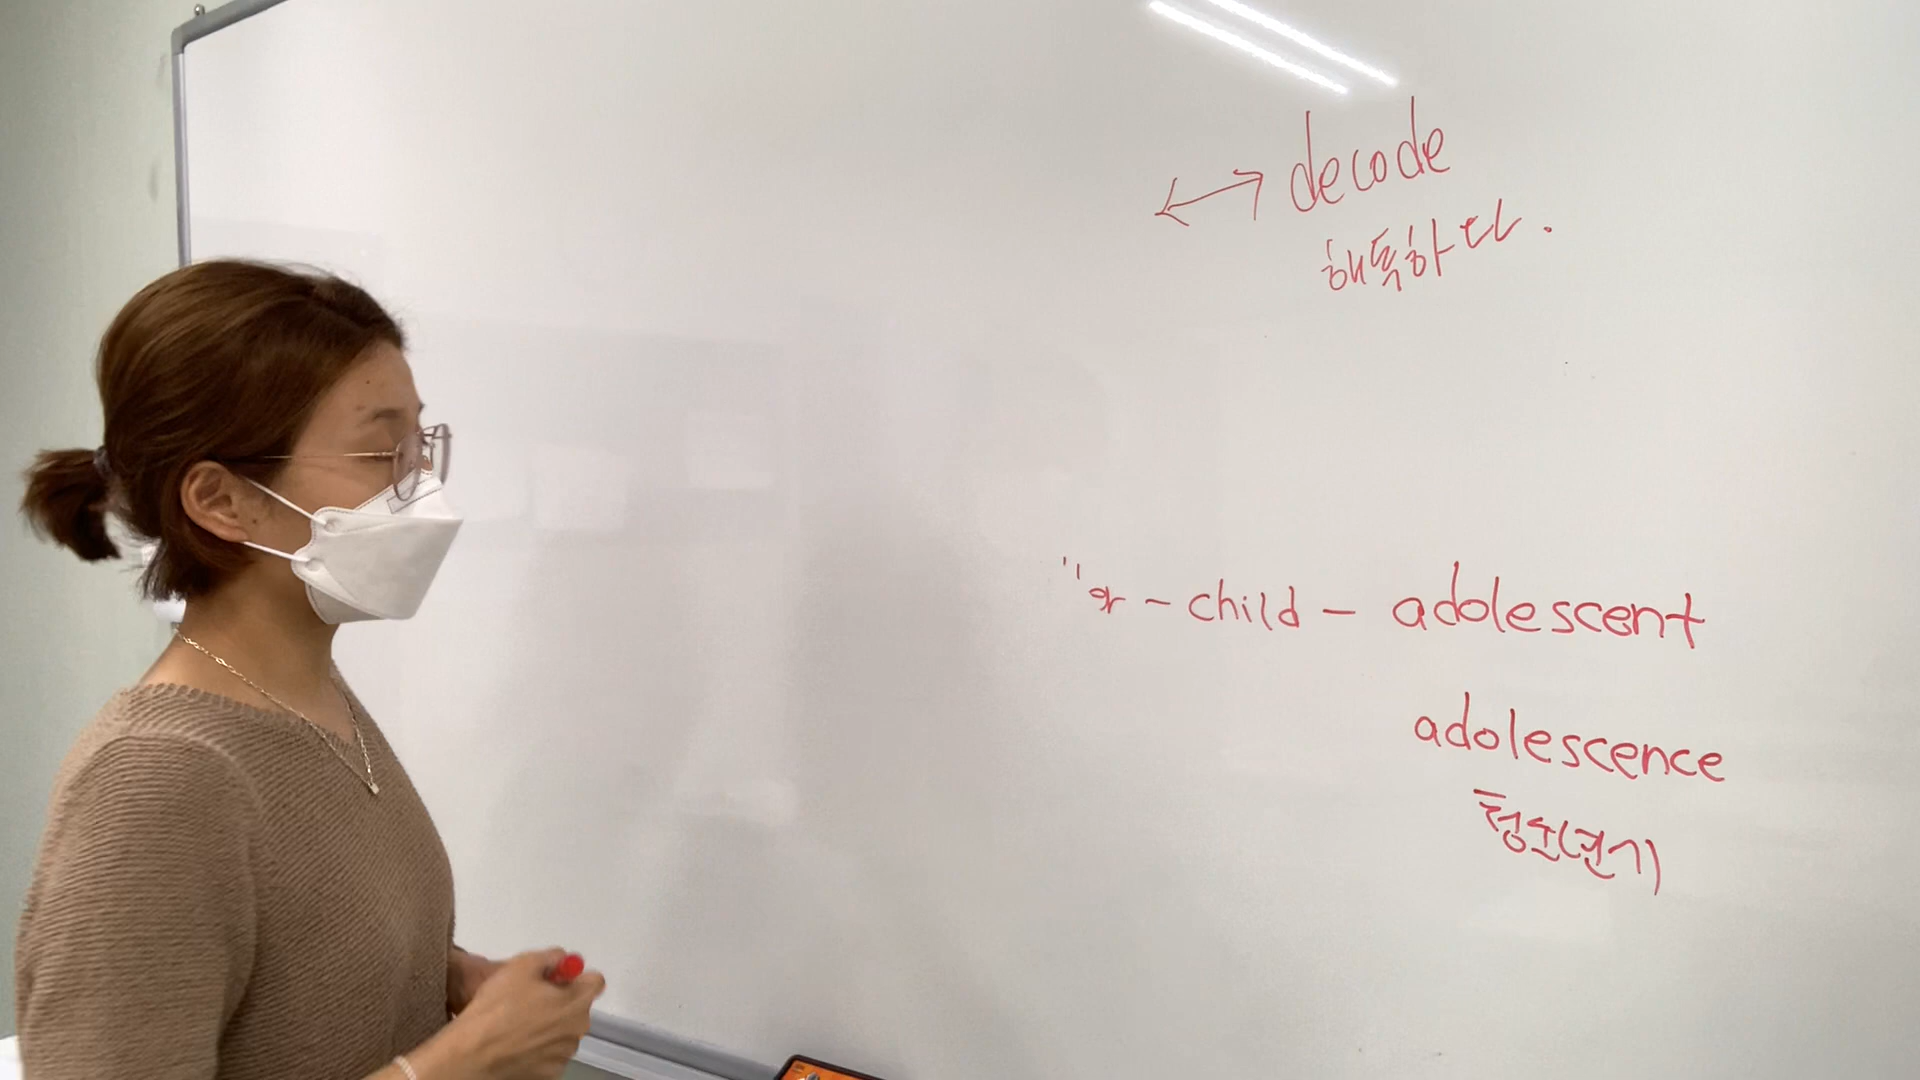 ↔ decode
해독하다.
– child – adolescent
adolescence
청소(년기)